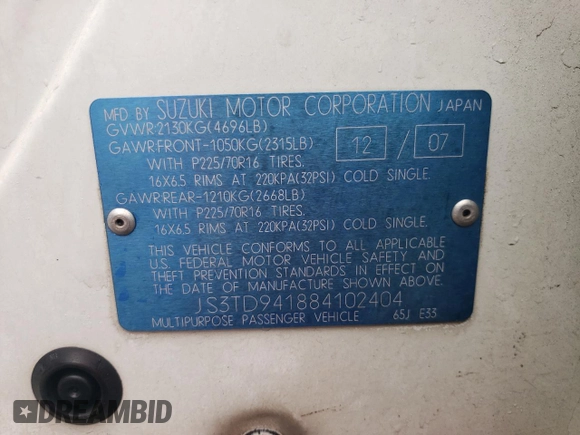 MFD BY SUZUKI MOTOR CORPORATION JAPAN
GVWR 2130KG(4696LB)
GAWR FRONT-1050KG(2315LB)
12 / 07
WITH P225/70R16 TIRES,
16X6.5 RIMS AT 220KPA(32PSI) COLD SINGLE.
GAWR REAR-1210KG(2668LB)
WITH P225/70R16 TIRES,
16X6.5 RIMS AT 220KPA(32PSI) COLD SINGLE.
THIS VEHICLE CONFORMS TO ALL APPLICABLE
U.S. FEDERAL MOTOR VEHICLE SAFETY AND
THEFT PREVENTION STANDARDS IN EFFECT ON
THE DATE OF MANUFACTURE SHOWN ABOVE.
JS3TD941884102404
MULTIPURPOSE PASSENGER VEHICLE 65J E33
DREAMBID